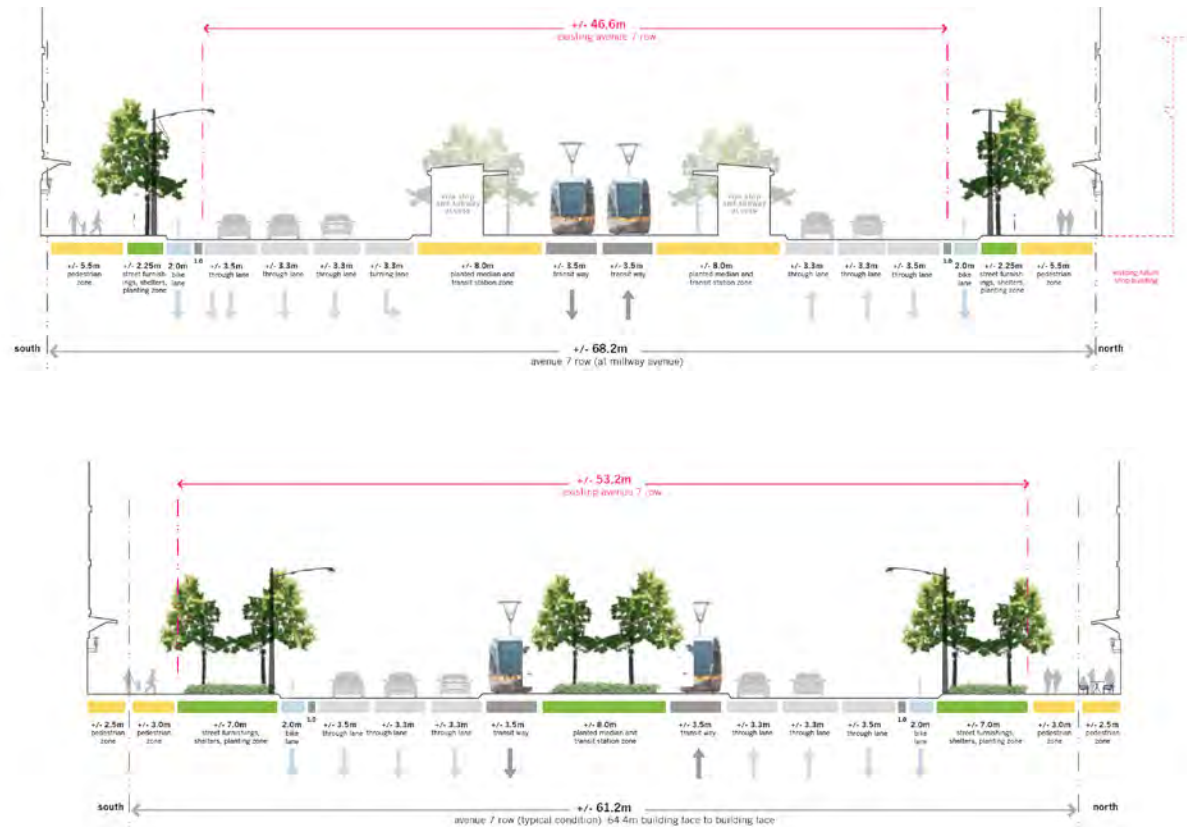 +/- 46.6m
existing avenue 7 row
+/- 5.5m
pedestrian
zone
+/- 2.25m
street furnish-
ings, shelters,
planting zone
2.0m
bike
lane
1.0
+/- 3.5m
through lane
+/- 3.3m
through lane
+/- 3.3m
through lane
+/- 3.3m
turning lane
+/- 8.0m
planted median and
transit station zone
+/- 3.5m
transit way
+/- 3.5m
transit way
+/- 8.0m
planted median and
transit station zone
+/- 3.3m
through lane
+/- 3.3m
through lane
+/- 3.5m
through lane
1.0
2.0m
bike
lane
+/- 2.25m
street furnish-
ings, shelters,
planting zone
+/- 5.5m
pedestrian
zone
south
+/- 68.2m
north
avenue 7 row (at millway avenue)
+/- 53.2m
existing avenue 7 row
+/- 2.5m
pedestrian
zone
+/- 3.0m
pedestrian
zone
+/- 7.0m
street furnishings,
shelters, planting zone
2.0m
bike
lane
1.0
+/- 3.5m
through lane
+/- 3.3m
through lane
+/- 3.3m
through lane
+/- 3.5m
transit way
+/- 8.0m
planted median and
transit station zone
+/- 3.5m
transit way
+/- 3.3m
through lane
+/- 3.3m
through lane
+/- 3.5m
through lane
1.0
2.0m
bike
lane
+/- 7.0m
street furnishings,
shelters, planting zone
+/- 3.0m
pedestrian
zone
+/- 2.5m
pedestrian
zone
south
+/- 61.2m
north
avenue 7 row (typical condition) 64.4m building face to building face